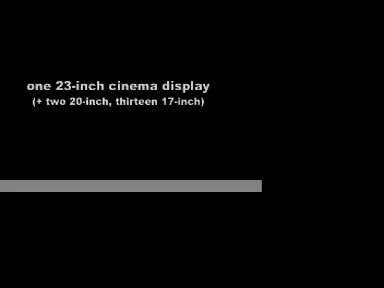 one 23-inch cinema display
(+ two 20-inch, thirteen 17-inch)